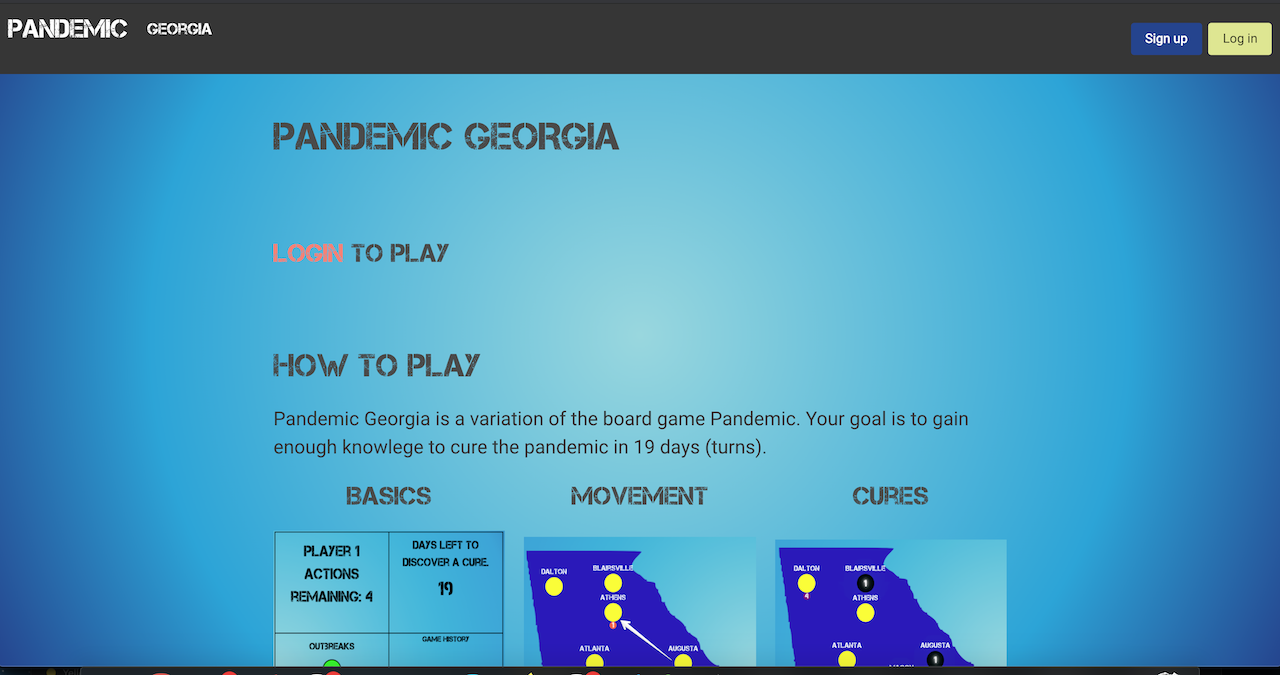 PANDEMIC GEORGIA
Sign up Log in
PANDEMIC GEORGIA
LOGIN TO PLAY
HOW TO PLAY
Pandemic Georgia is a variation of the board game Pandemic. Your goal is to gain
enough knowlege to cure the pandemic in 19 days (turns).
BASICS
PLAYER 1
ACTIONS
REMAINING: 4
DAYS LEFT TO
DISCOVER A CURE.
19
OUTBREAKS
GAME HISTORY
MOVEMENT
DALTON
BLAIRSVILLE
ATHENS
1
ATLANTA
AUGUSTA
CURES
DALTON
4
BLAIRSVILLE
1
ATHENS
ATLANTA
AUGUSTA
1